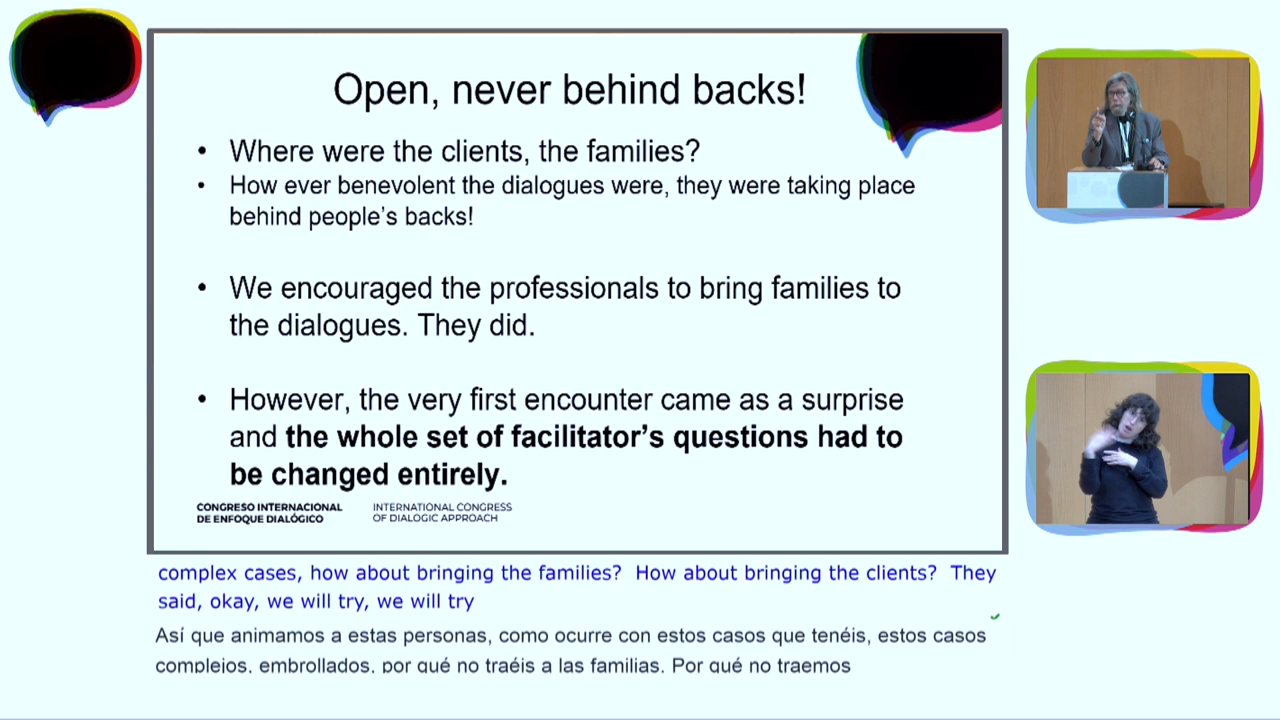 Open, never behind backs!
• Where were the clients, the families?
• How ever benevolent the dialogues were, they were taking place
behind people's backs!
• We encouraged the professionals to bring families to
the dialogues. They did.
• However, the very first encounter came as a surprise
and the whole set of facilitator's questions had to
be changed entirely.
CONGRESO INTERNACIONAL
DE ENFOQUE DIALÓGICO
INTERNATIONAL CONGRESS
OF DIALOGIC APPROACH
complex cases, how about bringing the families? How about bringing the clients? They
said, okay, we will try, we will try
Así que animamos a estas personas, como ocurre con estos casos que tenéis, estos casos
complejos, embrollados, por qué no traéis a las familias. Por qué no traemos